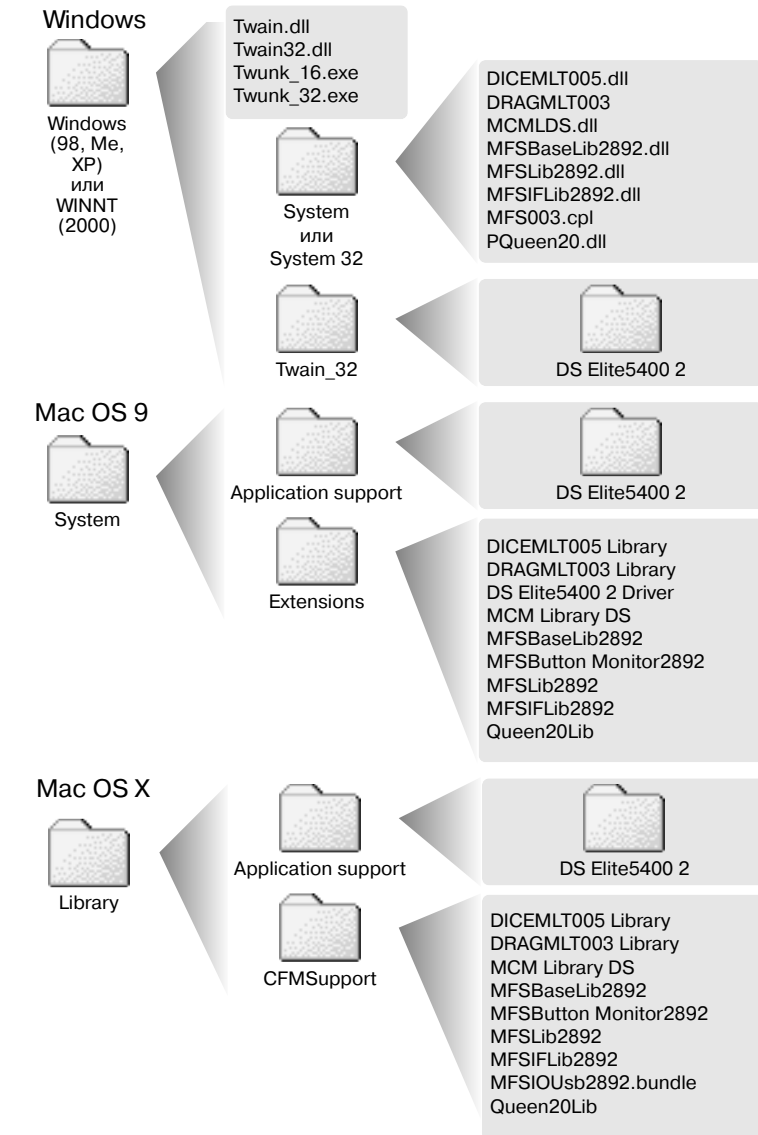 Windows
Windows
(98, Me,
XP)
или
WINNT
(2000)
Twain.dll
Twain32.dll
Twunk_16.exe
Twunk_32.exe
System
или
System 32
DICEMLT005.dll
DRAGMLT003
MCMLDS.dll
MFSBaseLib2892.dll
MFSLib2892.dll
MFSIFLib2892.dll
MFS003.cpl
PQueen20.dll
Twain_32
DS Elite5400 2
Mac OS 9
System
Application support
DS Elite5400 2
Extensions
DICEMLT005 Library
DRAGMLT003 Library
DS Elite5400 2 Driver
MCM Library DS
MFSBaseLib2892
MFSButton Monitor2892
MFSLib2892
MFSIFLib2892
Queen20Lib
Mac OS X
Library
Application support
DS Elite5400 2
CFMSupport
DICEMLT005 Library
DRAGMLT003 Library
MCM Library DS
MFSBaseLib2892
MFSButton Monitor2892
MFSLib2892
MFSIFLib2892
MFSIOUsb2892.bundle
Queen20Lib